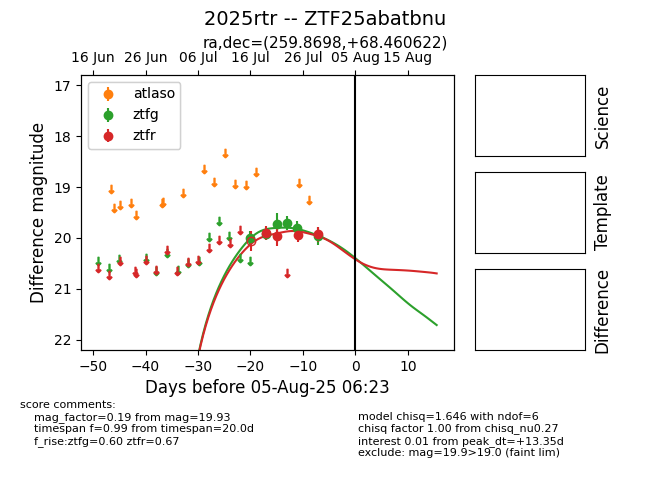 2025rtr -- ZTF25abatbnu
ra,dec=(259.8698,+68.460622)
16 Jun 26 Jun 06 Jul 16 Jul 26 Jul 05 Aug 15 Aug
atlaso
ztfg
ztfr
17
18
19
20
21
22
Difference magnitude
−50 −40 −30 −20 −10 0 10
Days before 05-Aug-25 06:23
Science
Template
Difference
score comments:
mag_factor=0.19 from mag=19.93
timespan f=0.99 from timespan=20.0d
f_rise:ztfg=0.60 ztfr=0.67
model chisq=1.646 with ndof=6
chisq factor 1.00 from chisq_nu0.27
interest 0.01 from peak_dt=+13.35d
exclude: mag=19.9>19.0 (faint lim)